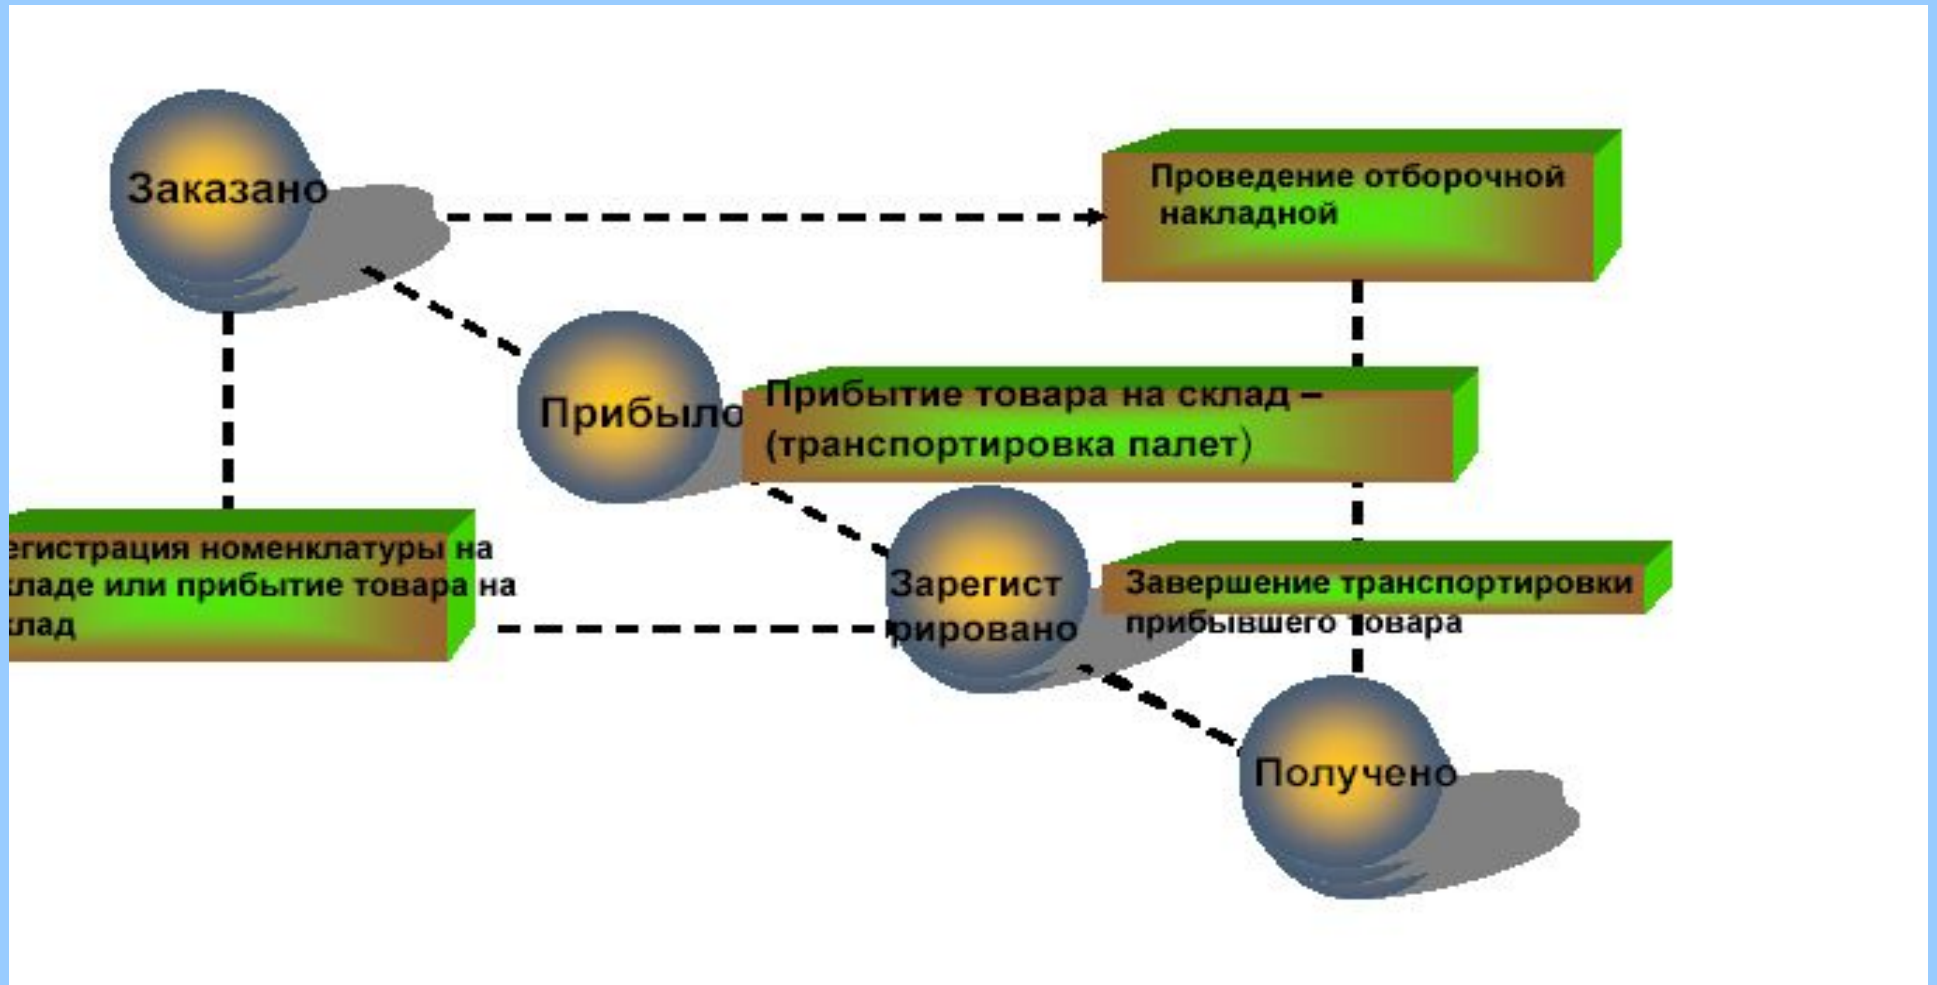 Заказано
Проведение отборочной
накладной
Прибыло
Прибытие товара на склад –
(транспортировка палет)
егистрация номенклатуры на
кладе или прибытие товара на
клад
Зарегист
рировано
Завершение транспортировки
прибывшего товара
Получено